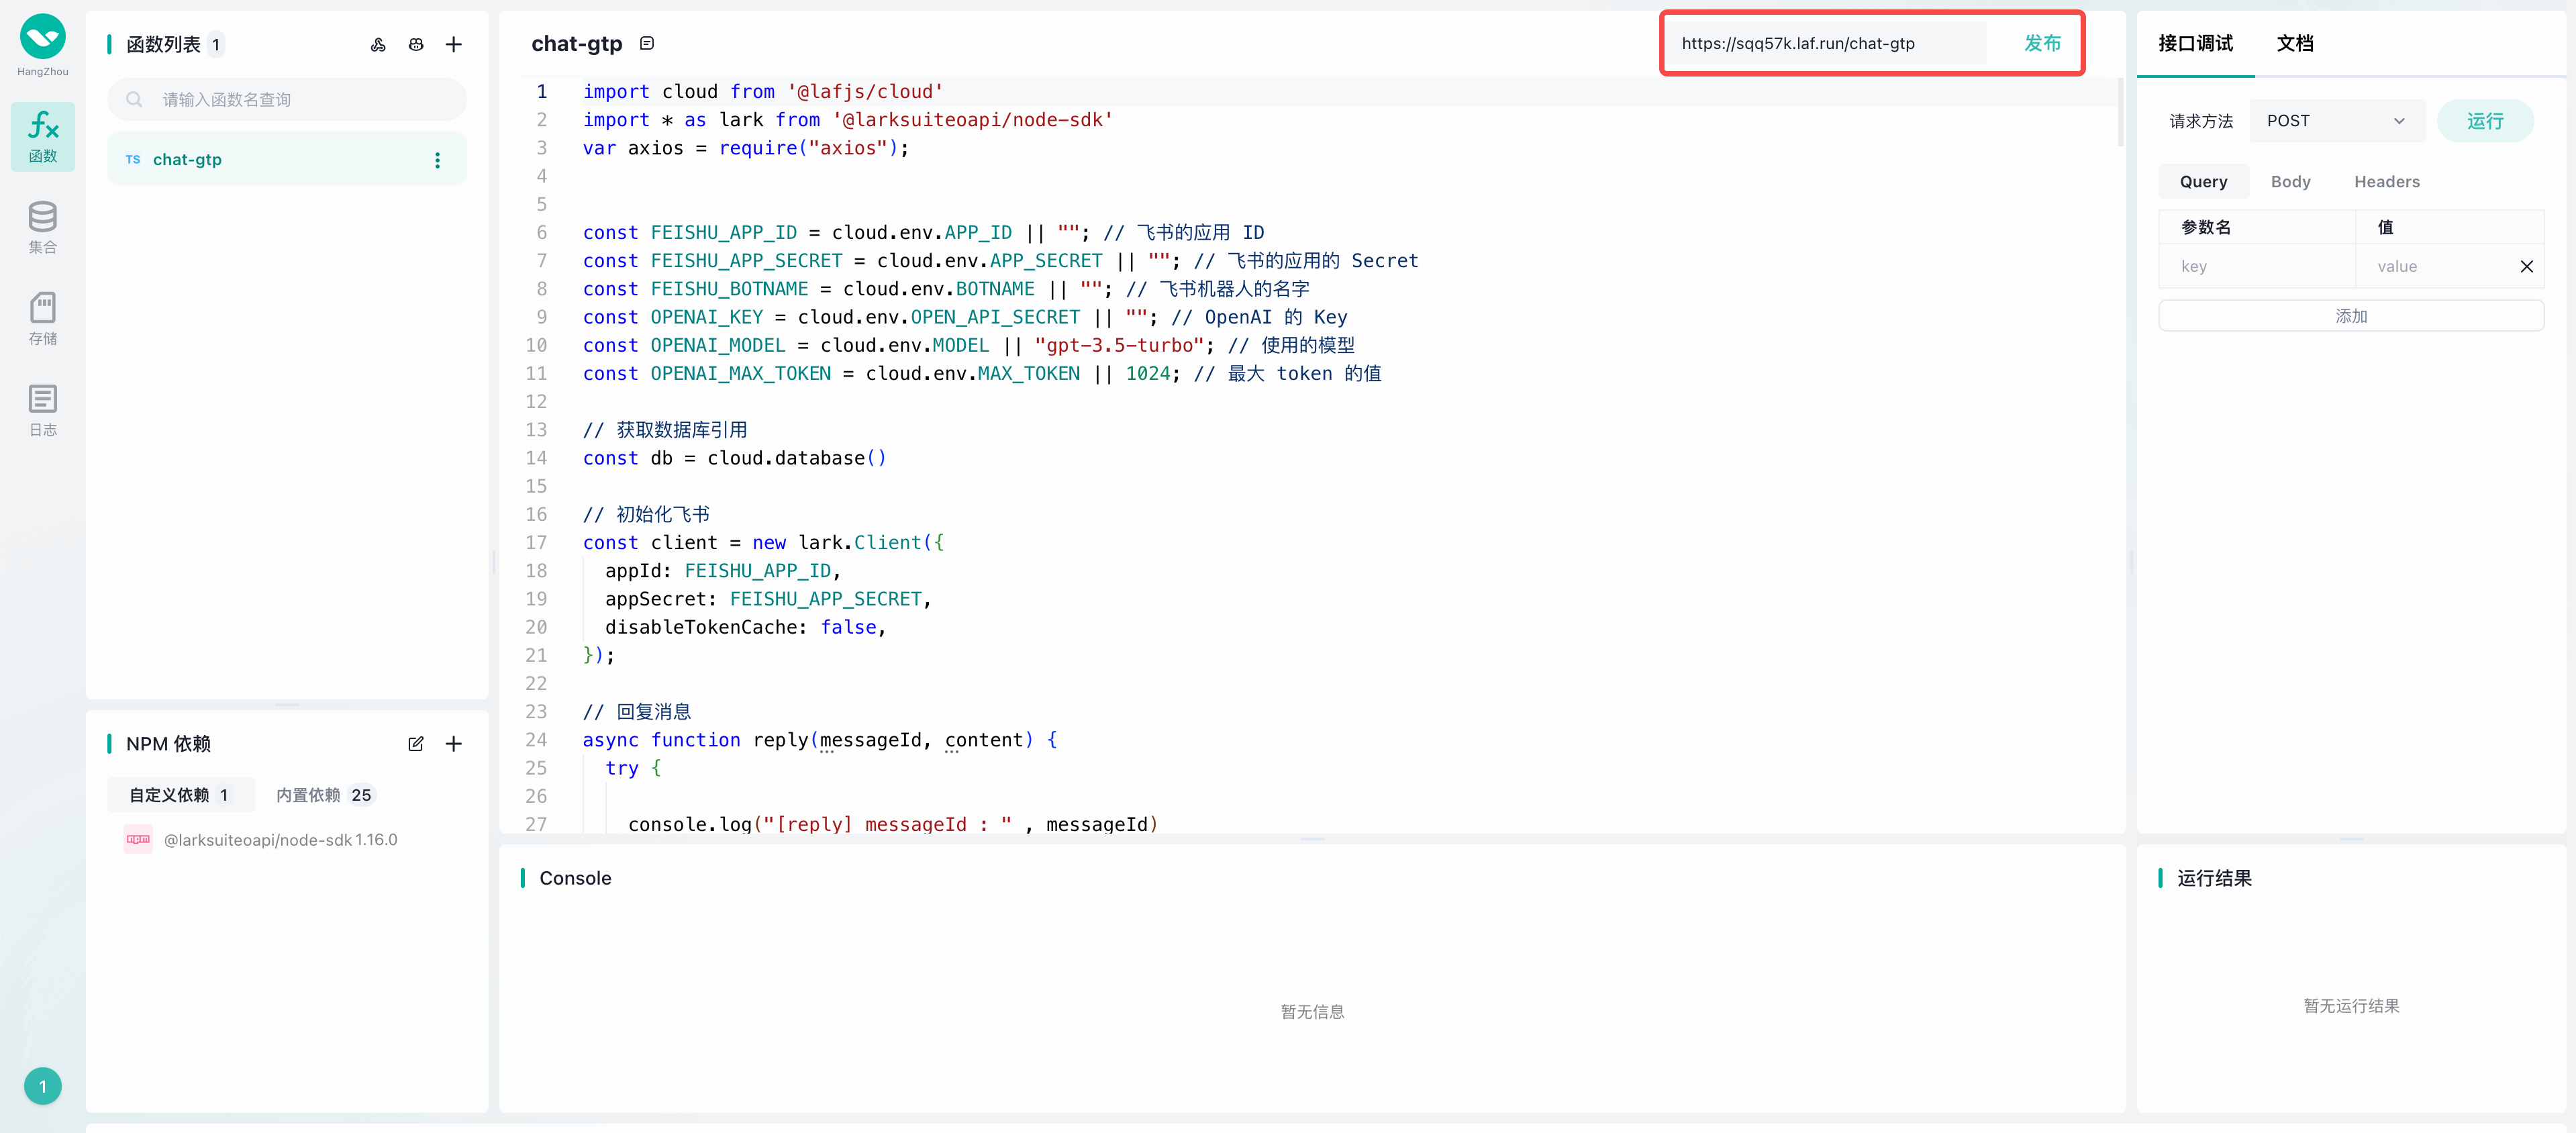 HangZhou
函数
集合
存储
日志
1
函数列表 1
请输入函数名查询
TS chat-gtp
NPM 依赖
自定义依赖 1 内置依赖 25
npm @larksuiteoapi/node-sdk 1.16.0
chat-gtp
https://sqq57k.laf.run/chat-gtp 发布
1 import cloud from '@lafjs/cloud'
2 import * as lark from '@larksuiteoapi/node-sdk'
3 var axios = require("axios");
4
5
6 const FEISHU_APP_ID = cloud.env.APP_ID || ""; // 飞书的应用 ID
7 const FEISHU_APP_SECRET = cloud.env.APP_SECRET || ""; // 飞书的应用的 Secret
8 const FEISHU_BOTNAME = cloud.env.BOTNAME || ""; // 飞书机器人的名字
9 const OPENAI_KEY = cloud.env.OPEN_API_SECRET || ""; // OpenAI 的 Key
10 const OPENAI_MODEL = cloud.env.MODEL || "gpt-3.5-turbo"; // 使用的模型
11 const OPENAI_MAX_TOKEN = cloud.env.MAX_TOKEN || 1024; // 最大 token 的值
12
13 // 获取数据库引用
14 const db = cloud.database()
15
16 // 初始化飞书
17 const client = new lark.Client({
18 appId: FEISHU_APP_ID,
19 appSecret: FEISHU_APP_SECRET,
20 disableTokenCache: false,
21 });
22
23 // 回复消息
24 async function reply(messageId, content) {
25 try {
26
27 console.log("[reply] messageId : " , messageId)
Console
暂无信息
接口调试 文档
请求方法 POST 运行
Query Body Headers
参数名 值
key value
添加
运行结果
暂无运行结果